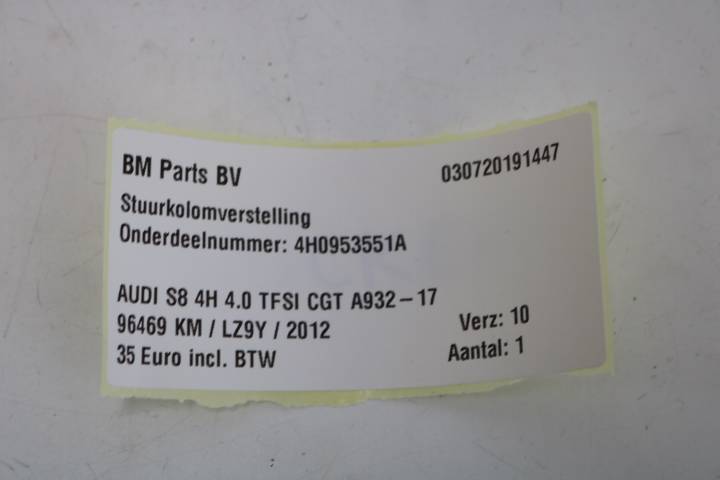 BM Parts BV
030720191447
Stuurkolomverstelling
Onderdeelnummer: 4H0953551A
AUDI S8 4H 4.0 TFSI CGT A932-17
96469 KM / LZ9Y / 2012
Verz: 10
35 Euro incl. BTW
Aantal: 1